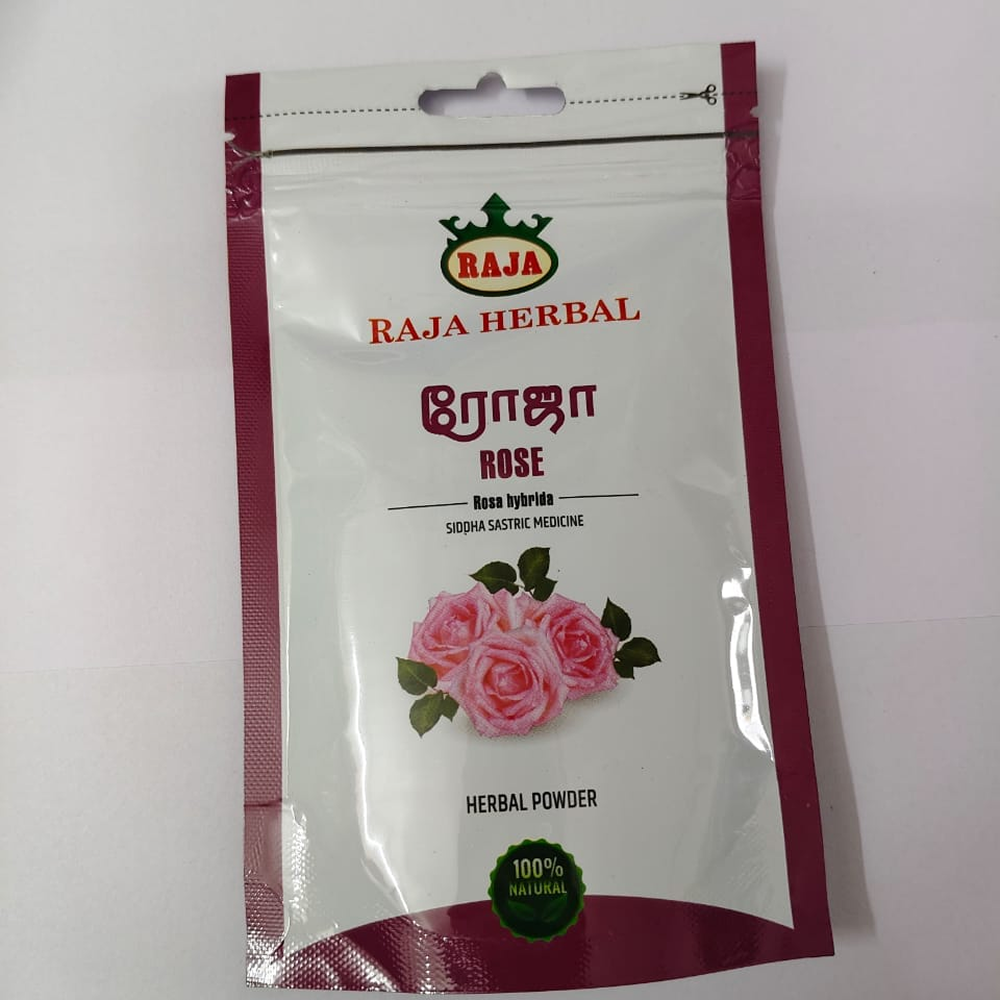 RAJA
RAJA HERBAL
ரோஜா
ROSE
Rosa hybrida
SIDDHA SASTRIC MEDICINE
HERBAL POWDER
100%
NATURAL